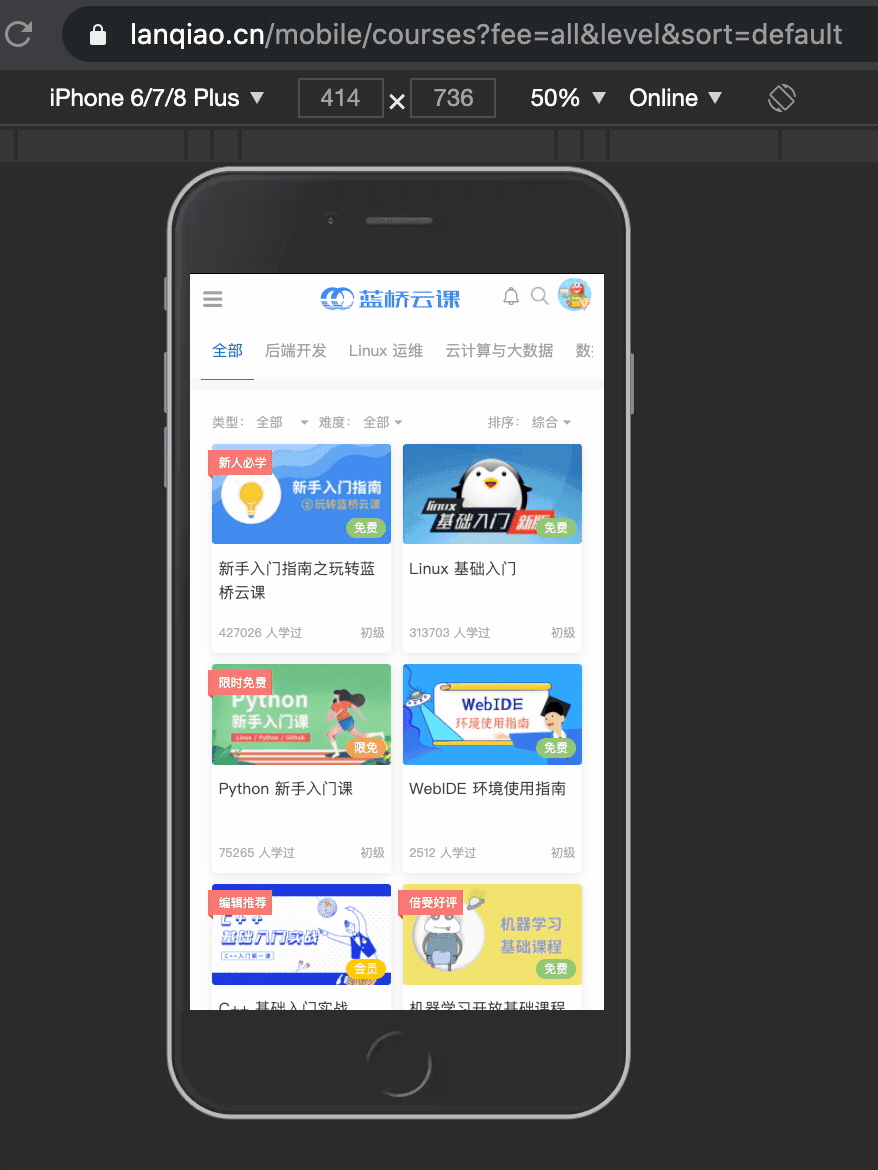 lanqiao.cn/mobile/courses?fee=all&level&sort=default
iPhone 6/7/8 Plus 414 × 736 50% Online
蓝桥云课
全部 后端开发 Linux 运维 云计算与大数据 数
类型： 全部 难度： 全部 排序： 综合
新人必学
新手入门指南
玩转蓝桥云课
免费
linux
基础入门 新版
免费
新手入门指南之玩转蓝
桥云课
Linux 基础入门
427026 人学过 初级
313703 人学过 初级
限时免费
Python
新手入门课
Linux / Python / Github
限免
WebIDE
环境使用指南
免费
Python 新手入门课
WebIDE 环境使用指南
75265 人学过 初级
2512 人学过 初级
编辑推荐
C++
基础入门实战
C++入门第一课
会员
倍受好评
机器学习
基础课程
免费
C++ 基础入门实战
机器学习开放基础课程